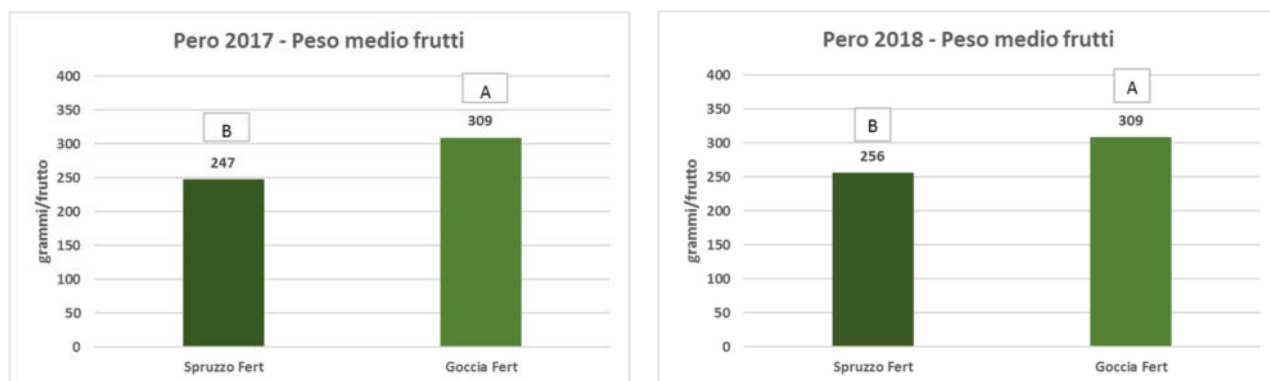 Pero 2017 - Peso medio frutti
grammi/frutto
400
350
300
250
200
150
100
50
0
B
247
A
309
Spruzzo Fert
Goccia Fert
Pero 2018 - Peso medio frutti
grammi/frutto
400
350
300
250
200
150
100
50
0
B
256
A
309
Spruzzo Fert
Goccia Fert